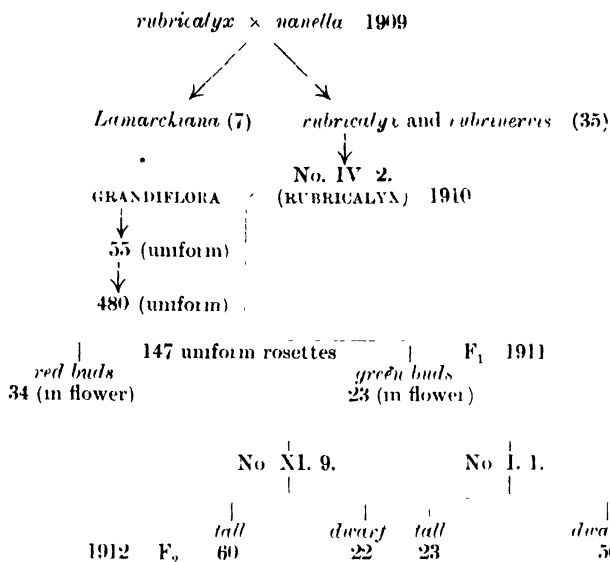 rubricalyx × nanella 1909
Lamarckiana (7) rubricalyx and rubrinervis (35)
No. IV 2.
GRANDIFLORA × (RUBRICALYX) 1910
55 (uniform)
480 (uniform)
147 uniform rosettes F₁ 1911
red buds green buds
34 (in flower) 23 (in flower)
No XI. 9. No I. 1.
tall dwarf tall
1912 F₂ 60 22 23